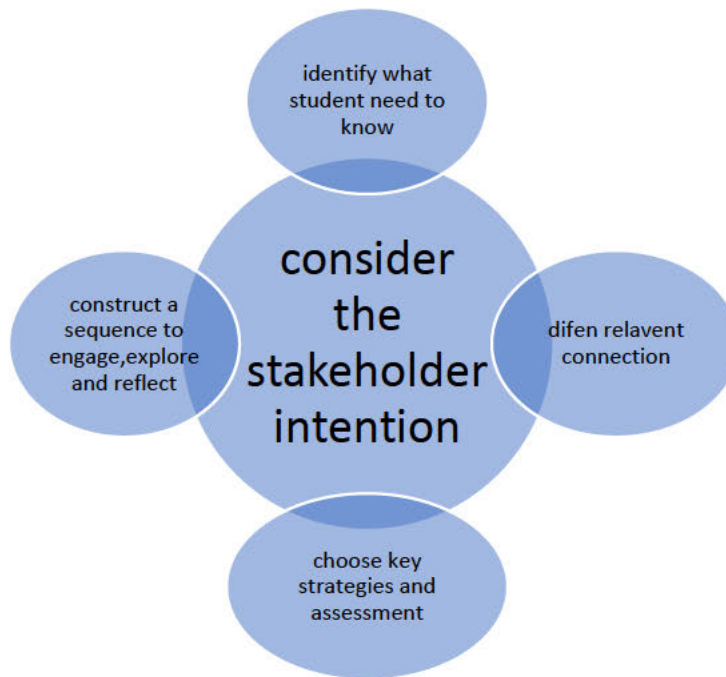 identify what
student need to
know
consider
the
stakeholder
intention
construct a
sequence to
engage,explore
and reflect
difen relavent
connection
choose key
strategies and
assessment